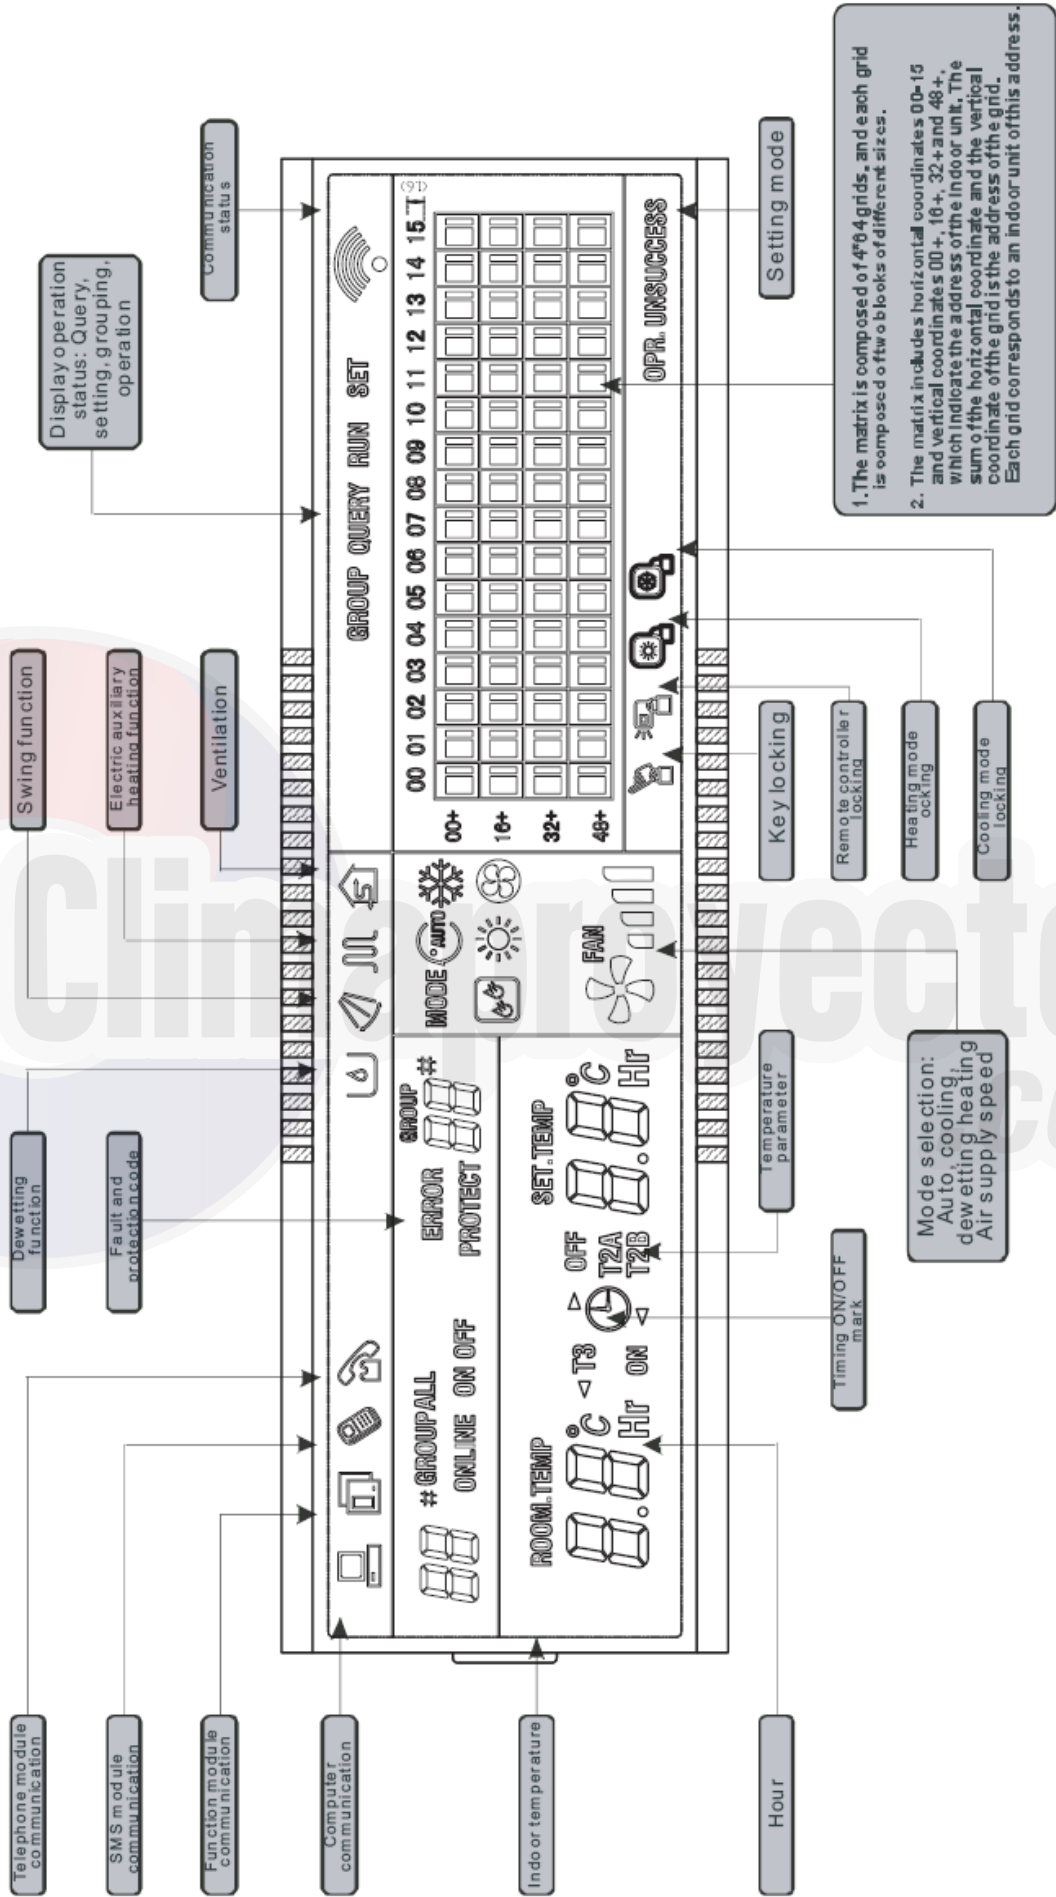 Telephone module
communication
SMS module
communication
Function module
communication
Computer
communication
Indoor temperature
Hour
Dewetting
function
Fault and
protection code
Swing function
Electric auxiliary
heating function
Ventilation
Display operation
status: Query,
setting, grouping,
operation
Communication
status
GROUP QUERY RUN SET
# GROUP ALL
ONLINE ON OFF
ERROR
PROTECT
GROUP
#
MODE
AUTO
FAN
00 01 02 03 04 05 06 07 08 09 10 11 12 13 14 15
(16)
00+
16+
32+
48+
OPR. UNSUCCESS
ROOM.TEMP
88 °C
Hr
T3
ON
OFF
T2A
T2B
SET.TEMP
8.8 °C
Hr
Timing ON/OFF
mark
Temperature
parameter
Mode selection:
Auto, cooling,
dewetting heating
Air supply speed
Key locking
Remote controller
locking
Heating mode
ocking
Cooling mode
locking
Setting mode
1.The matrix is composed of 4*64 grids, and each grid
is composed of two blooks of different sizes.
2. The matrix includes horizontal coordinates 00-15
and vertical coordinates 00+, 16+, 32+ and 48+,
which indicate the address of the indoor unit. The
sum of the horizontal coordinate and the vertical
coordinate of the grid is the address of the grid.
Each grid corresponds to an indoor unit of this address.
Climaproyecto